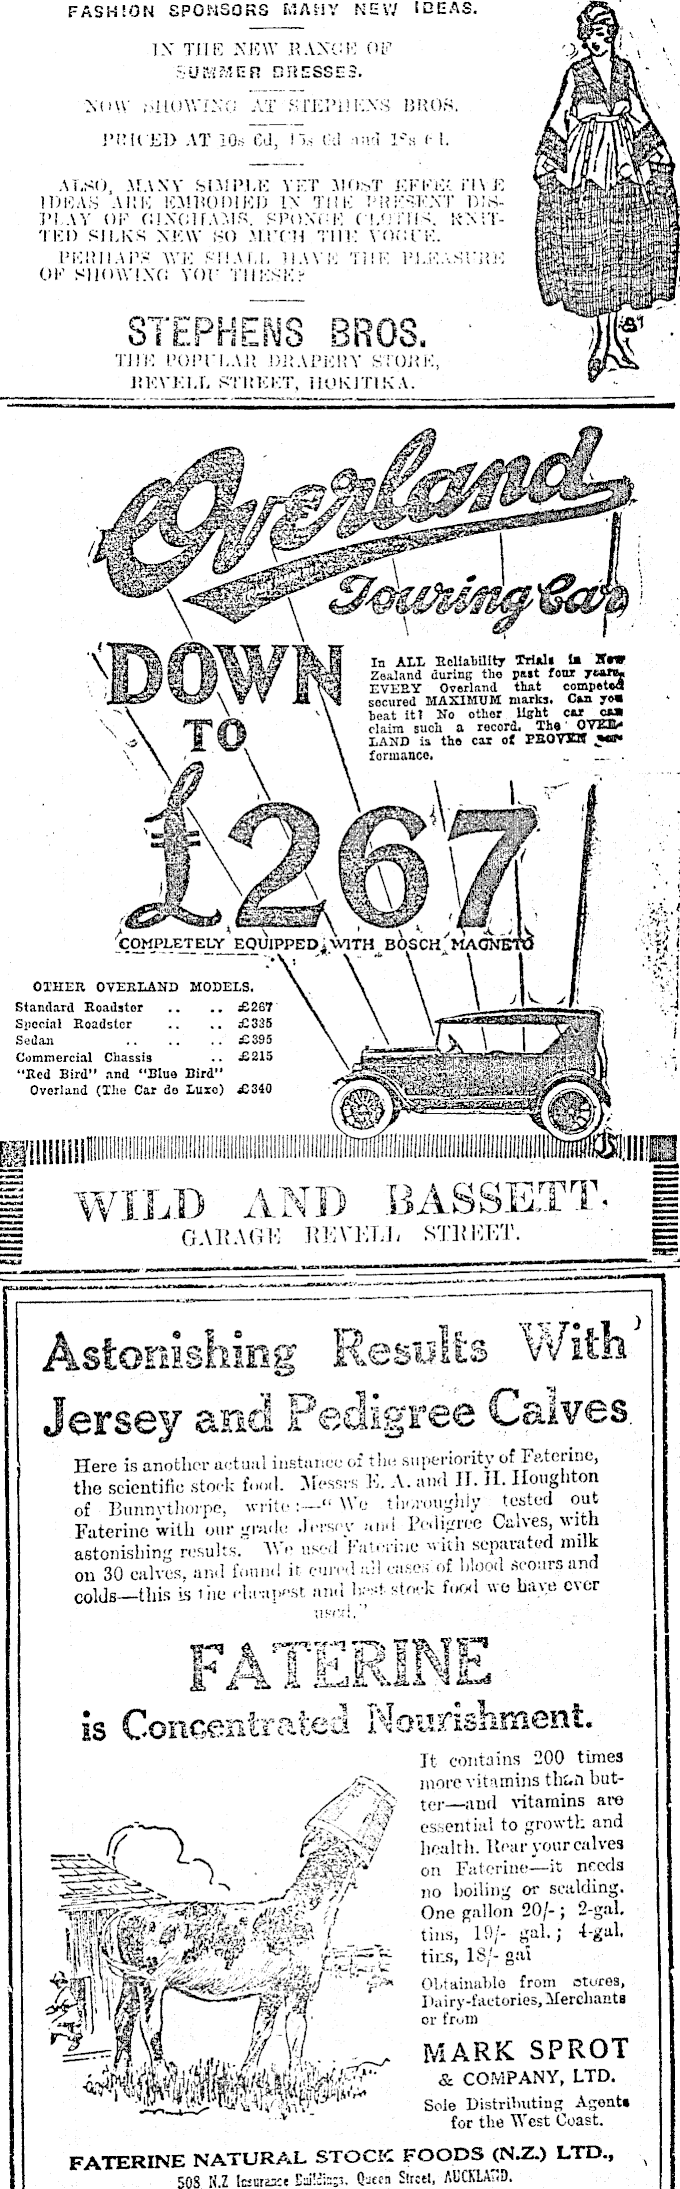 FASHION SPONSORS MANY NEW IDEAS.
IN THE NEW RANGE OF
SUMMER DRESSES.
NOW SHOWING AT STEPHENS BROS.
PRICED AT 10s 6d, 15s 6d and 18s 6d.
ALSO, MANY SIMPLE YET MOST EFFECTIVE
IDEAS ARE EMBODIED IN THE PRESENT DIS-
PLAY OF GINGHAMS, SPONGE CLOTHS, KNIT-
TED SILKS NEW SO MUCH THE VOGUE.
PERHAPS WE SHALL HAVE THE PLEASURE
OF SHOWING YOU THESE?
STEPHENS BROS.
THE POPULAR DRAPERY STORE,
REVELL STREET, HOKITIKA.
Overland
Touring Car
DOWN
TO
£267
In ALL Reliability Trials in New
Zealand during the past four years,
EVERY Overland that competed
secured MAXIMUM marks. Can you
beat it? No other light car can
claim such a record. The OVER-
LAND is the car of PROVEN per-
formance.
COMPLETELY EQUIPPED, WITH BOSCH MAGNETO
OTHER OVERLAND MODELS.
Standard Roadster .. .. £267
Special Roadster .. .. £335
Sedan .. .. .. £395
Commercial Chassis .. £215
"Red Bird" and "Blue Bird"
Overland (The Car de Luxe) £340
WILD AND BASSETT.
GARAGE REVELL STREET.
Astonishing Results With
Jersey and Pedigree Calves
Here is another actual instance of the superiority of Faterine,
the scientific stock food. Messrs E. A. and H. H. Houghton
of Bunnythorpe, write:—"We thoroughly tested out
Faterine with our grade Jersey and Pedigree Calves, with
astonishing results. We used Faterine with separated milk
on 30 calves, and found it cured all cases of blood scours and
colds—this is the cheapest and best stock food we have ever
used."
FATERINE
is Concentrated Nourishment.
It contains 200 times
more vitamins than but-
ter—and vitamins are
essential to growth and
health. Rear your calves
on Faterine—it needs
no boiling or scalding.
One gallon 20/-; 2-gal.
tins, 19/- gal.; 4-gal.
tins, 18/- gal
Obtainable from stores,
Dairy-factories, Merchants
or from
MARK SPROT
& COMPANY, LTD.
Sole Distributing Agents
for the West Coast.
FATERINE NATURAL STOCK FOODS (N.Z.) LTD.,
508 N.Z Insurance Buildings, Queen Street, AUCKLAND.